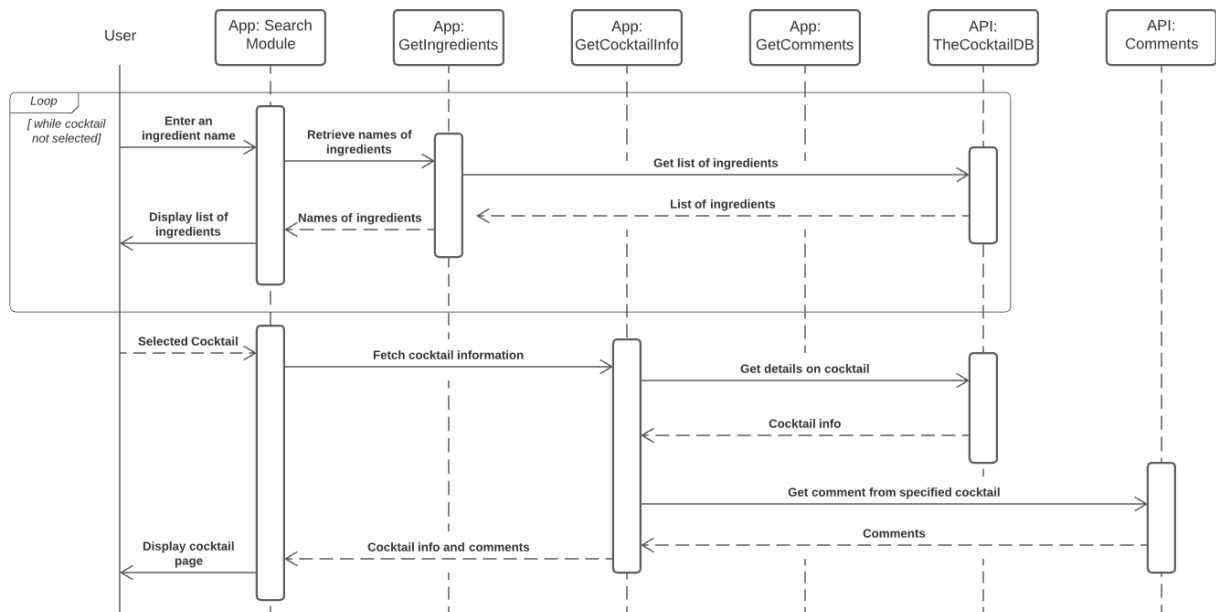 User
App: Search
Module
App:
GetIngredients
App:
GetCocktailInfo
App:
GetComments
API:
TheCocktailDB
API:
Comments
Loop
[ while cocktail
not selected]
Enter an
ingredient name
Retrieve names of
ingredients
Get list of ingredients
List of ingredients
Names of ingredients
Display list of
ingredients
Selected Cocktail
Fetch cocktail information
Get details on cocktail
Cocktail info
Get comment from specified cocktail
Comments
Cocktail info and comments
Display cocktail
page